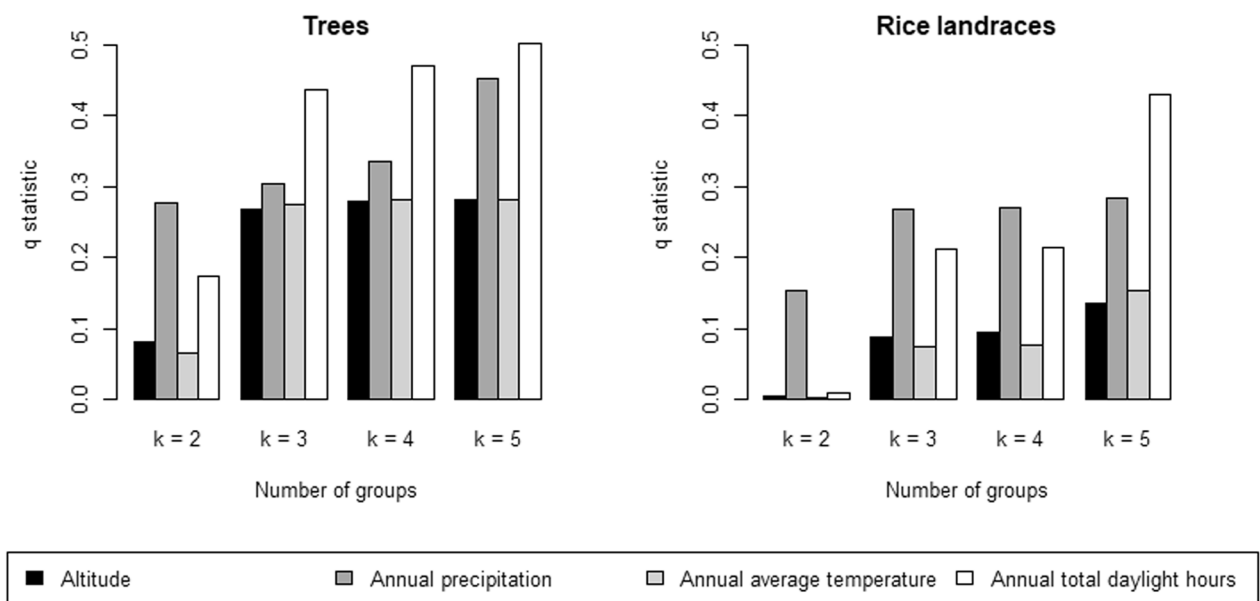 Trees
q statistic
0.5
0.4
0.3
0.2
0.1
0.0
k = 2 k = 3 k = 4 k = 5
Number of groups
Rice landraces
q statistic
0.5
0.4
0.3
0.2
0.1
0.0
k = 2 k = 3 k = 4 k = 5
Number of groups
Altitude Annual precipitation Annual average temperature Annual total daylight hours